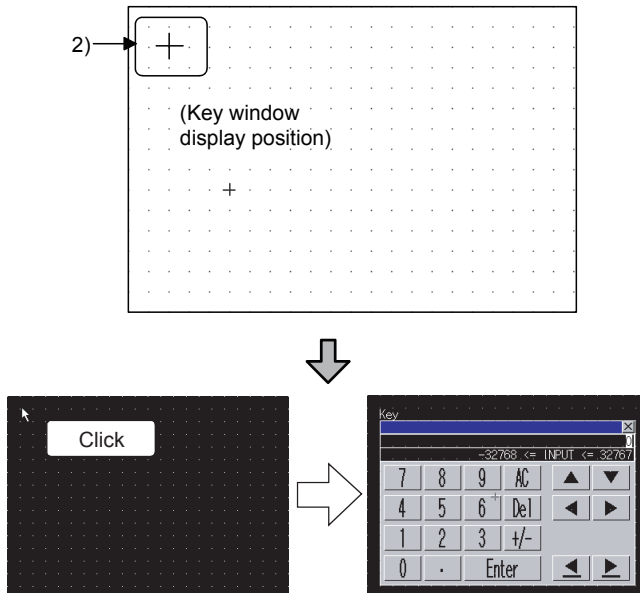 2)
(Key window
display position)
Click
Key
0
-32768 <= INPUT <= 32767
7 8 9 AC
4 5 6 Del
1 2 3 +/-
0 . Enter